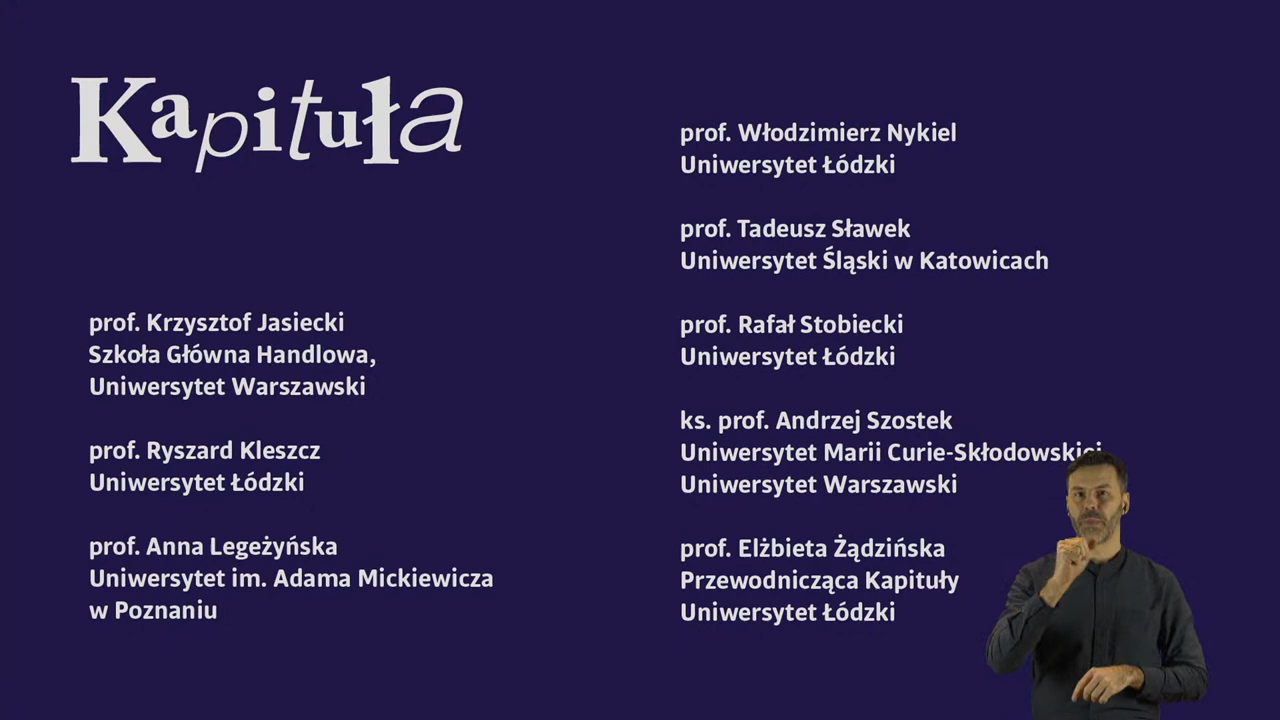 Kapituła
prof. Krzysztof Jasiecki
Szkoła Główna Handlowa,
Uniwersytet Warszawski
prof. Ryszard Kleszcz
Uniwersytet Łódzki
prof. Anna Legeżyńska
Uniwersytet im. Adama Mickiewicza
w Poznaniu
prof. Włodzimierz Nykiel
Uniwersytet Łódzki
prof. Tadeusz Sławek
Uniwersytet Śląski w Katowicach
prof. Rafał Stobiecki
Uniwersytet Łódzki
ks. prof. Andrzej Szostek
Uniwersytet Marii Curie-Skłodowskiej
Uniwersytet Warszawski
prof. Elżbieta Żądzińska
Przewodnicząca Kapituły
Uniwersytet Łódzki